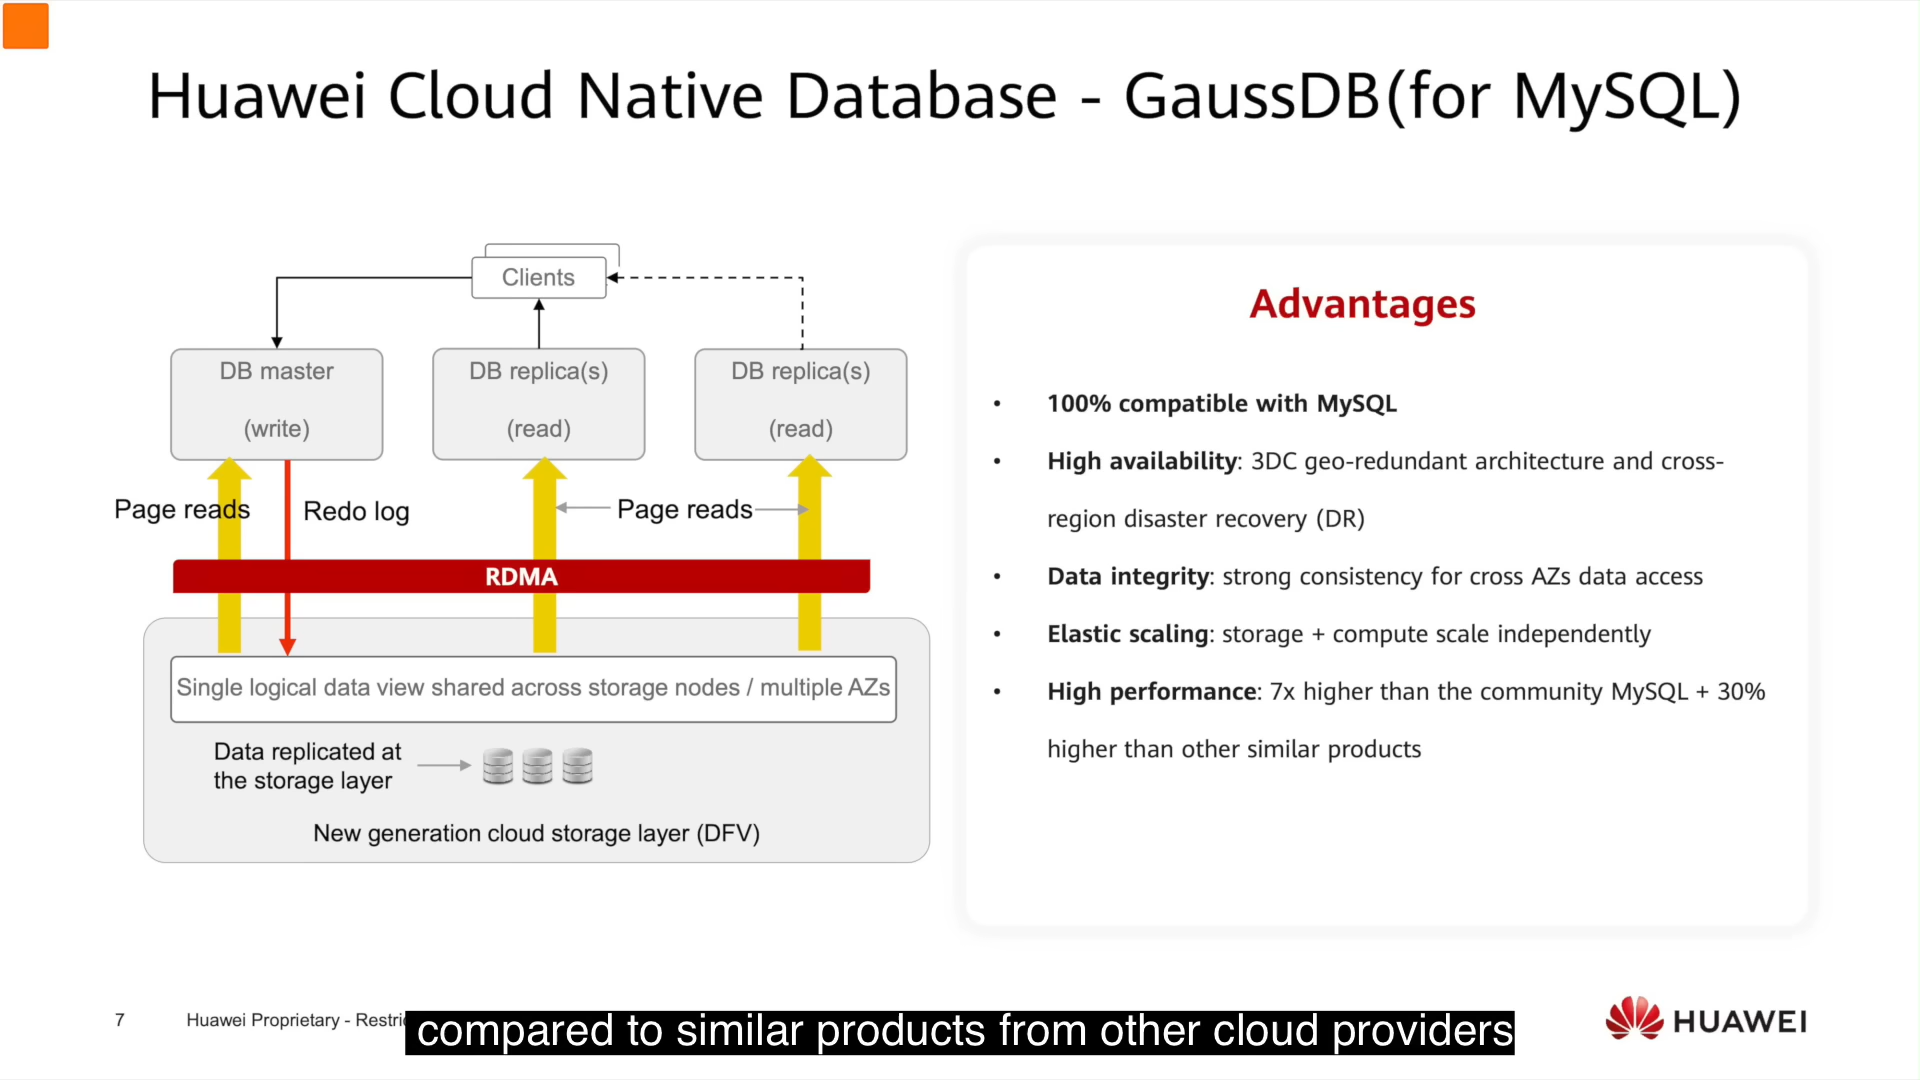 Huawei Cloud Native Database - GaussDB(for MySQL)
Clients
DB master
(write)
DB replica(s)
(read)
DB replica(s)
(read)
Page reads
Redo log
Page reads
RDMA
Single logical data view shared across storage nodes / multiple AZs
Data replicated at
the storage layer
New generation cloud storage layer (DFV)
Advantages
• 100% compatible with MySQL
• High availability: 3DC geo-redundant architecture and cross-
region disaster recovery (DR)
• Data integrity: strong consistency for cross AZs data access
• Elastic scaling: storage + compute scale independently
• High performance: 7x higher than the community MySQL + 30%
higher than other similar products
7
Huawei Proprietary -
compared to similar products from other cloud providers
HUAWEI